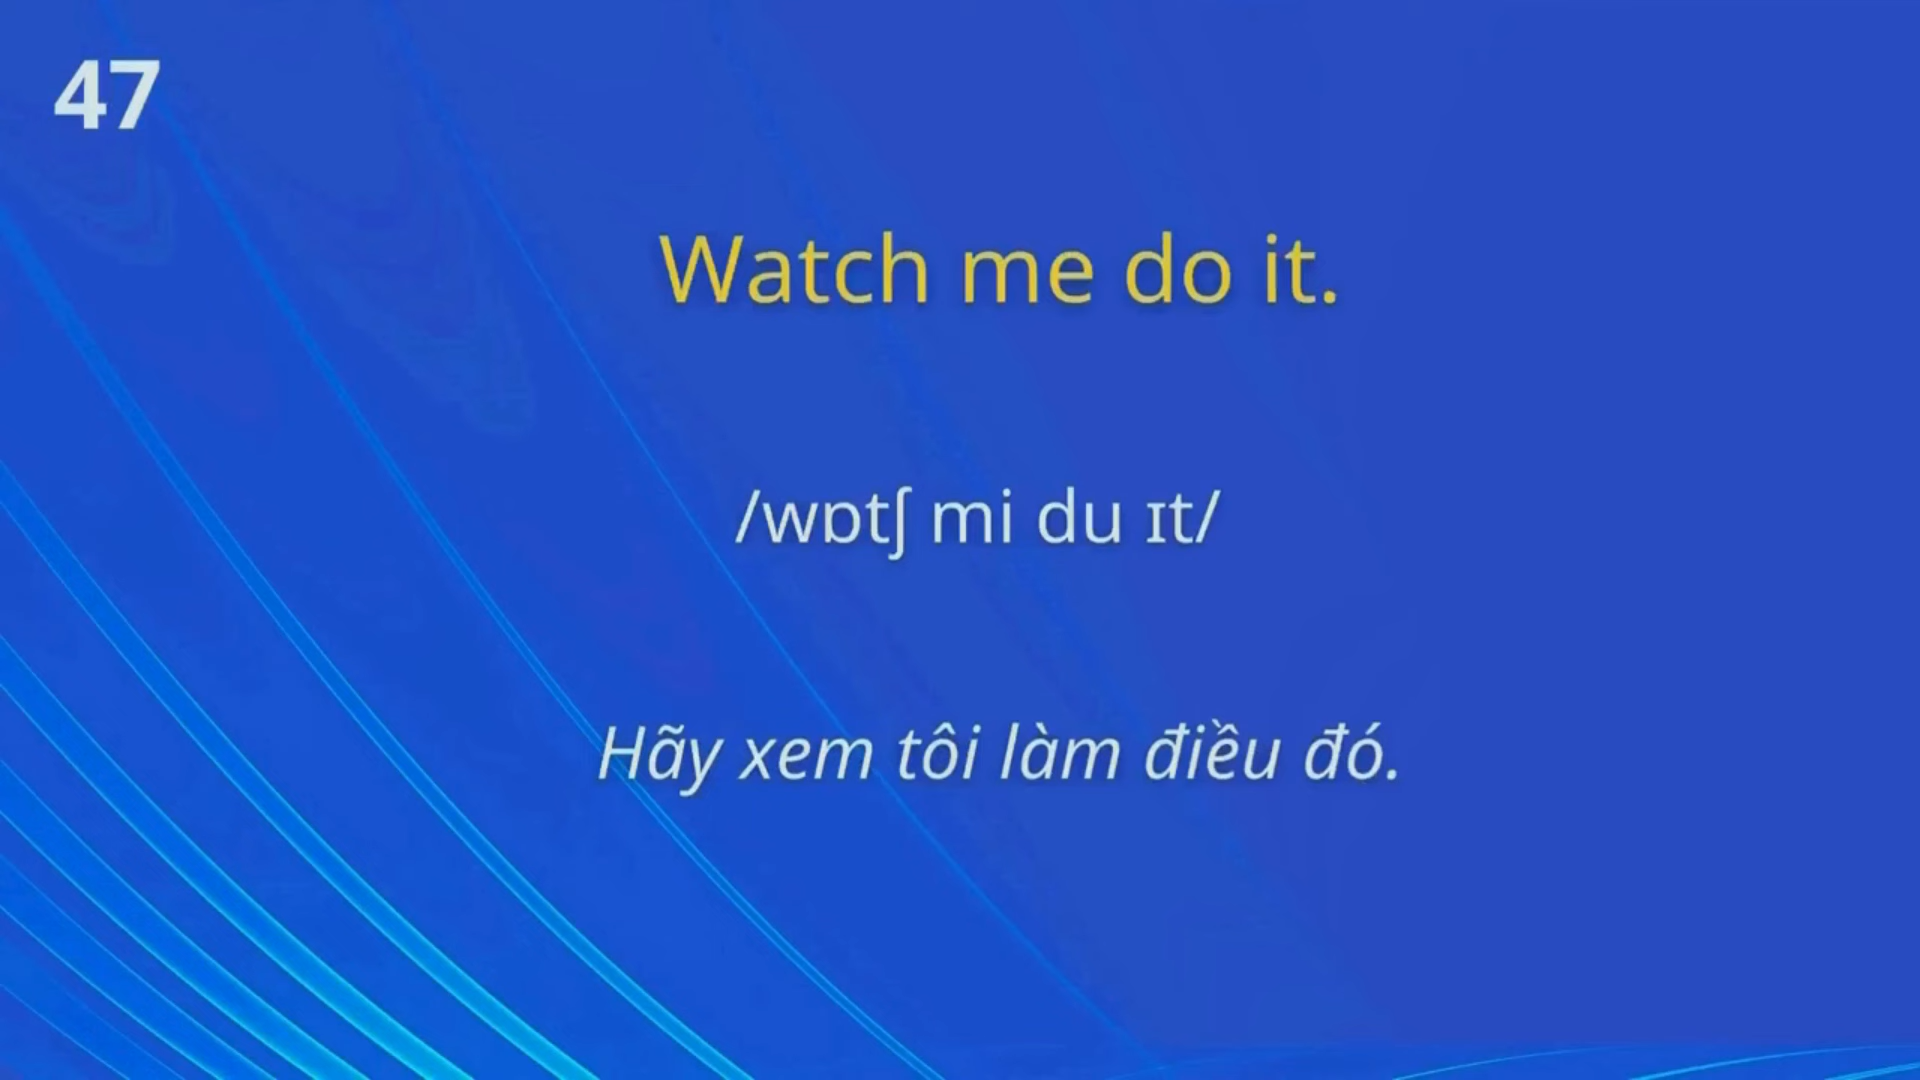 47
Watch me do it.
/wɒtʃ mi du ɪt/
Hãy xem tôi làm điều đó.